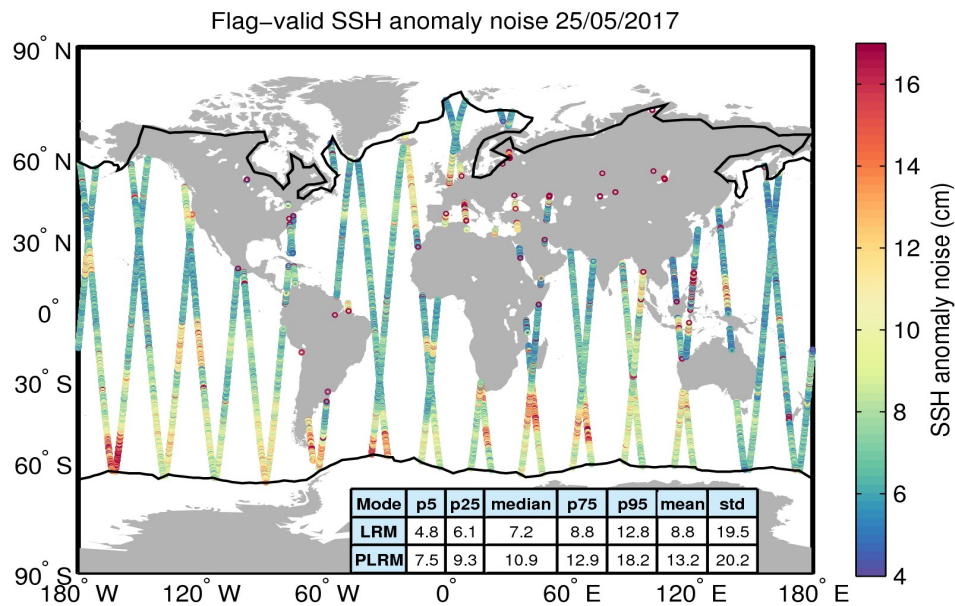 Flag-valid SSH anomaly noise 25/05/2017
90° N
60° N
30° N
0°
30° S
60° S
90° S
180° W
120° W
60° W
0°
60° E
120° E
180° E
16
14
12
10
8
6
4
SSH anomaly noise (cm)
Mode p5 p25 median p75 p95 mean std
LRM 4.8 6.1 7.2 8.8 12.8 8.8 19.5
PLRM 7.5 9.3 10.9 12.9 18.2 13.2 20.2